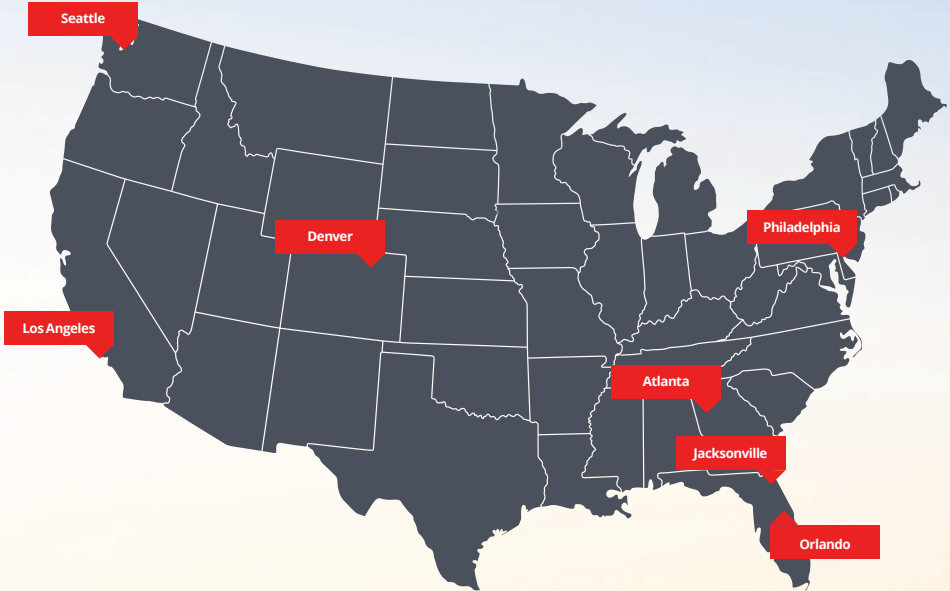 Seattle
Philadelphia
Denver
Los Angeles
Atlanta
Jacksonville
Orlando